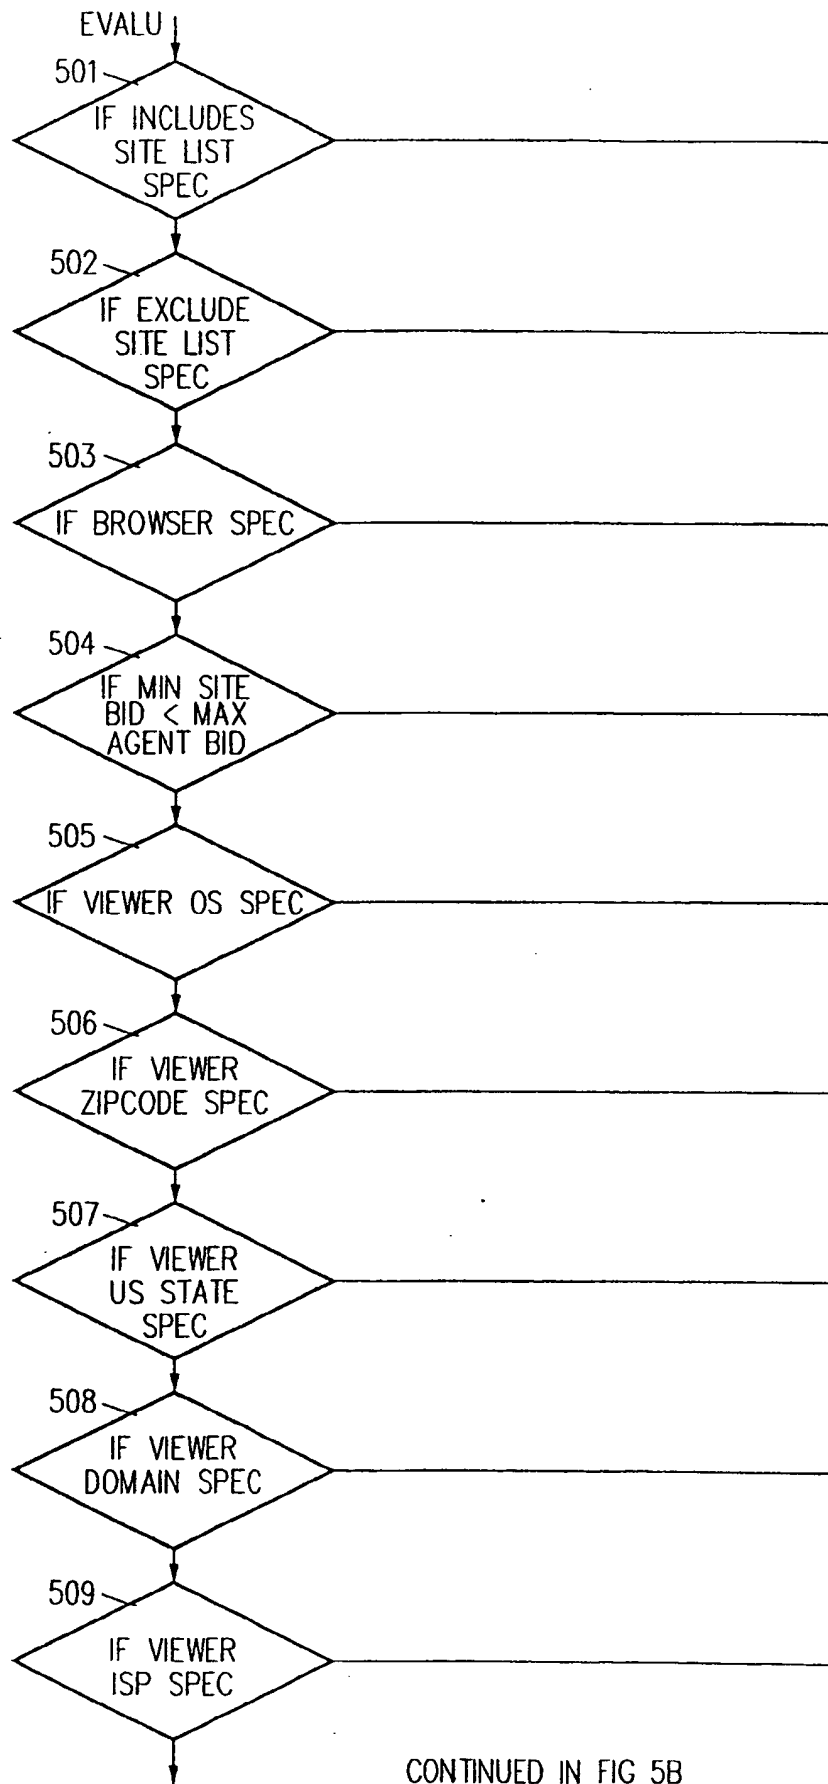 EVALU
501
IF INCLUDES
SITE LIST
SPEC
502
IF EXCLUDE
SITE LIST
SPEC
503
IF BROWSER SPEC
504
IF MIN SITE
BID < MAX
AGENT BID
505
IF VIEWER OS SPEC
506
IF VIEWER
ZIPCODE SPEC
507
IF VIEWER
US STATE
SPEC
508
IF VIEWER
DOMAIN SPEC
509
IF VIEWER
ISP SPEC
CONTINUED IN FIG 5B